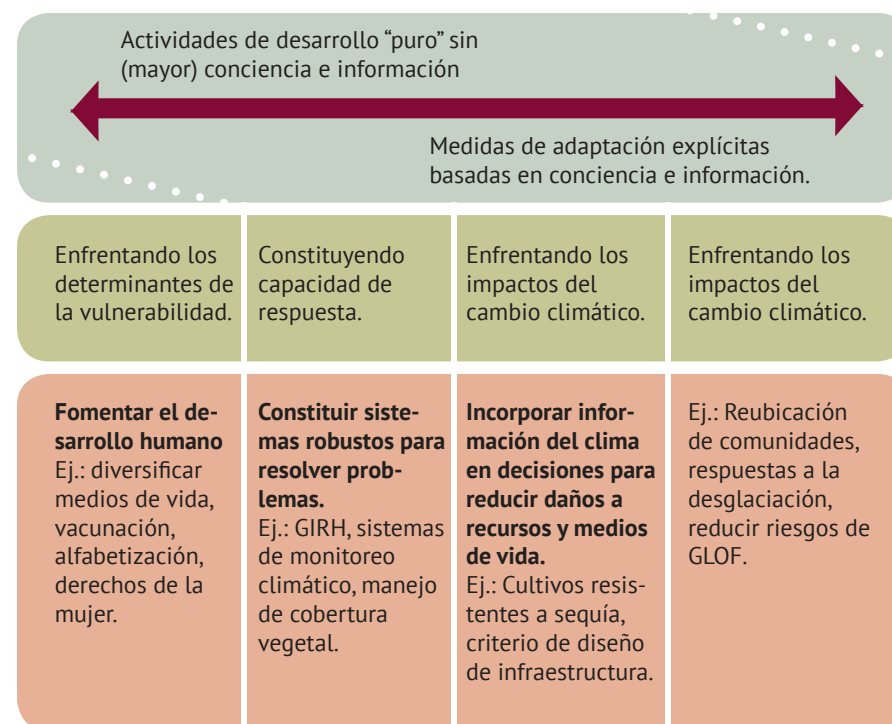 Actividades de desarrollo “puro” sin
(mayor) conciencia e información
Medidas de adaptación explícitas
basadas en conciencia e información.
Enfrentando los
determinantes de
la vulnerabilidad.
Constituyendo
capacidad de
respuesta.
Enfrentando los
impactos del
cambio climático.
Enfrentando los
impactos del
cambio climático.
Fomentar el de-
sarrollo humano
Ej.: diversificar
medios de vida,
vacunación,
alfabetización,
derechos de la
mujer.
Constituir siste-
mas robustos para
resolver prob-
lemas.
Ej.: GIRH, sistemas
de monitoreo
climático, manejo
de cobertura
vegetal.
Incorporar infor-
mación del clima
en decisiones para
reducir daños a
recursos y medios
de vida.
Ej.: Cultivos resis-
tentes a sequía,
criterio de diseño
de infraestructura.
Ej.: Reubicación
de comunidades,
respuestas a la
desglaciación,
reducir riesgos de
GLOF.